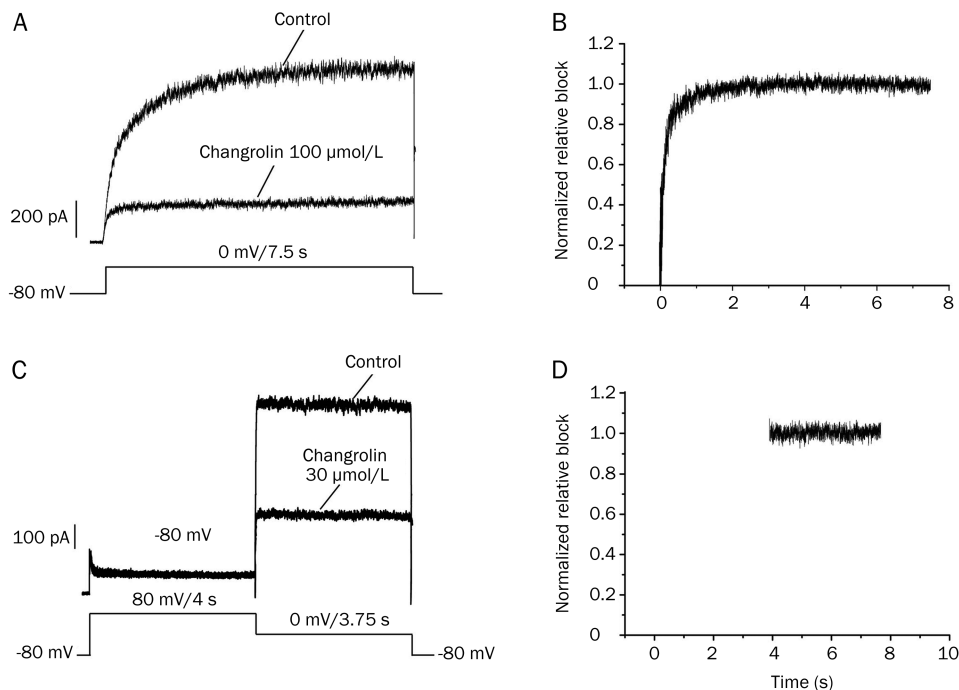 A
Control
Changrolin 100 μmol/L
200 pA
0 mV/7.5 s
-80 mV
B
Normalized relative block
1.2
1.0
0.8
0.6
0.4
0.2
0
0 2 4 6 8
C
Control
Changrolin
30 μmol/L
100 pA
-80 mV
80 mV/4 s
0 mV/3.75 s
-80 mV
-80 mV
D
Normalized relative block
1.2
1.0
0.8
0.6
0.4
0.2
0
0 2 4 6 8 10
Time (s)